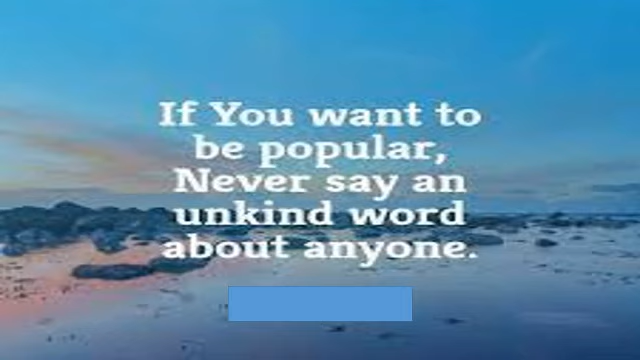 If You want to
be popular,
Never say an
unkind word
about anyone.